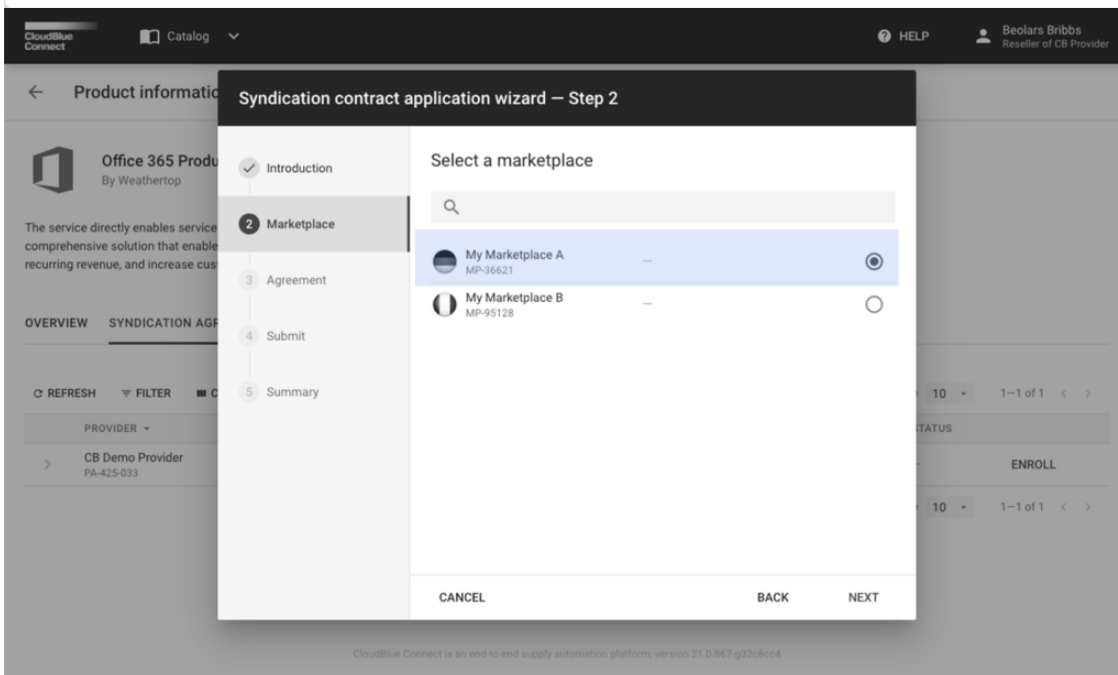 CloudBlue
Connect
Catalog
HELP
Beolars Bribbs
Reseller of CB Provider
Product informatio
Syndication contract application wizard — Step 2
Office 365 Produ
By Weathertop
The service directly enables service
comprehensive solution that enable
recurring revenue, and increase cus
OVERVIEW SYNDICATION AGR
Introduction
2 Marketplace
3 Agreement
4 Submit
5 Summary
Select a marketplace
My Marketplace A
MP-36621
—
My Marketplace B
MP-95128
—
REFRESH FILTER C
10 1—1 of 1
PROVIDER
STATUS
CB Demo Provider
PA-425-033
ENROLL
10 1—1 of 1
CANCEL BACK NEXT
CloudBlue Connect is an end-to-end supply automation platform, version 21.0.867-g32c8cc4